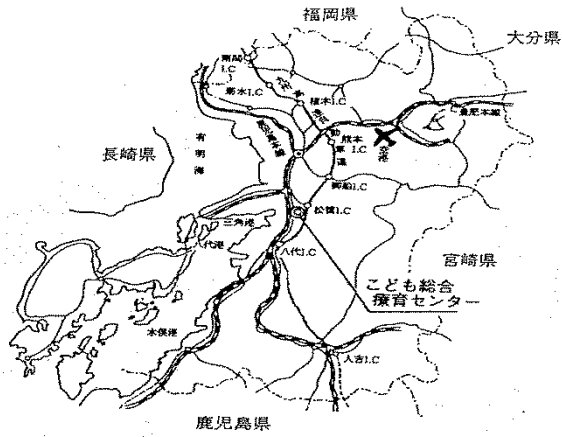 福岡県
大分県
南関
I.C
菊水I.C
植木I.C
豊肥本線
熊本
I.C
空港
有明海
長崎県
御船I.C
松橋I.C
三角港
八代港
八代I.C
宮崎県
こども総合
療育センター
水俣港
人吉I.C
鹿児島県